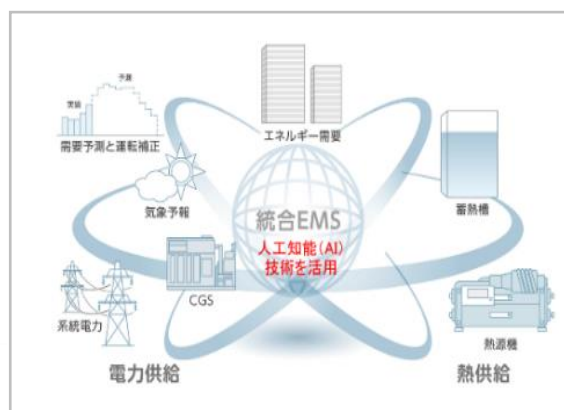 予測
実績
需要予測と運転補正
エネルギー需要
気象予報
蓄熱槽
統合EMS
人工知能(AI)
技術を活用
CGS
系統電力
熱源機
電力供給
熱供給